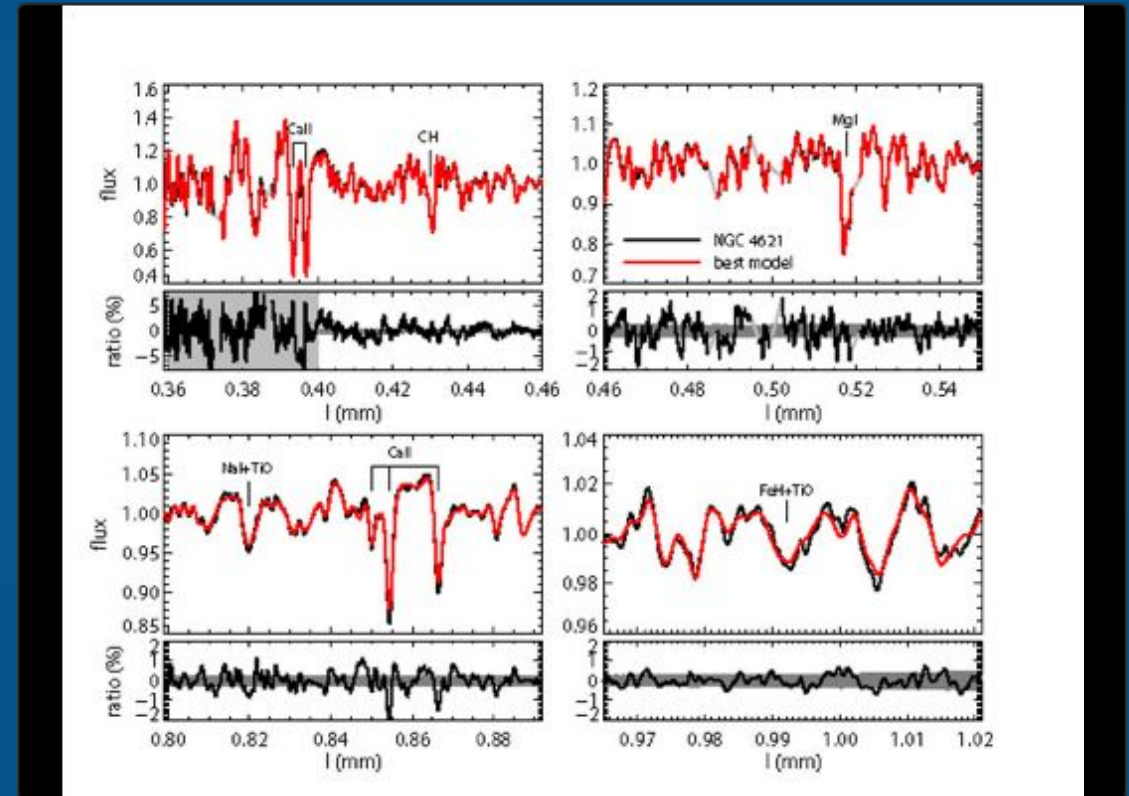 1.6
1.4
1.2
1.0
0.8
0.6
0.4
flux
CaII
CH
5
0
−5
ratio (%)
0.36 0.38 0.40 0.42 0.44 0.46
l (mm)
1.2
1.1
1.0
0.9
0.8
0.7
MgI
NGC 4621
best model
2
1
0
−1
−2
0.46 0.48 0.50 0.52 0.54
l (mm)
1.10
1.05
1.00
0.95
0.90
0.85
flux
NaI+TiO
CaII
2
1
0
−1
−2
ratio (%)
0.80 0.82 0.84 0.86 0.88
l (mm)
1.04
1.02
1.00
0.98
0.96
FeH+TiO
2
1
0
−1
−2
0.97 0.98 0.99 1.00 1.01 1.02
l (mm)